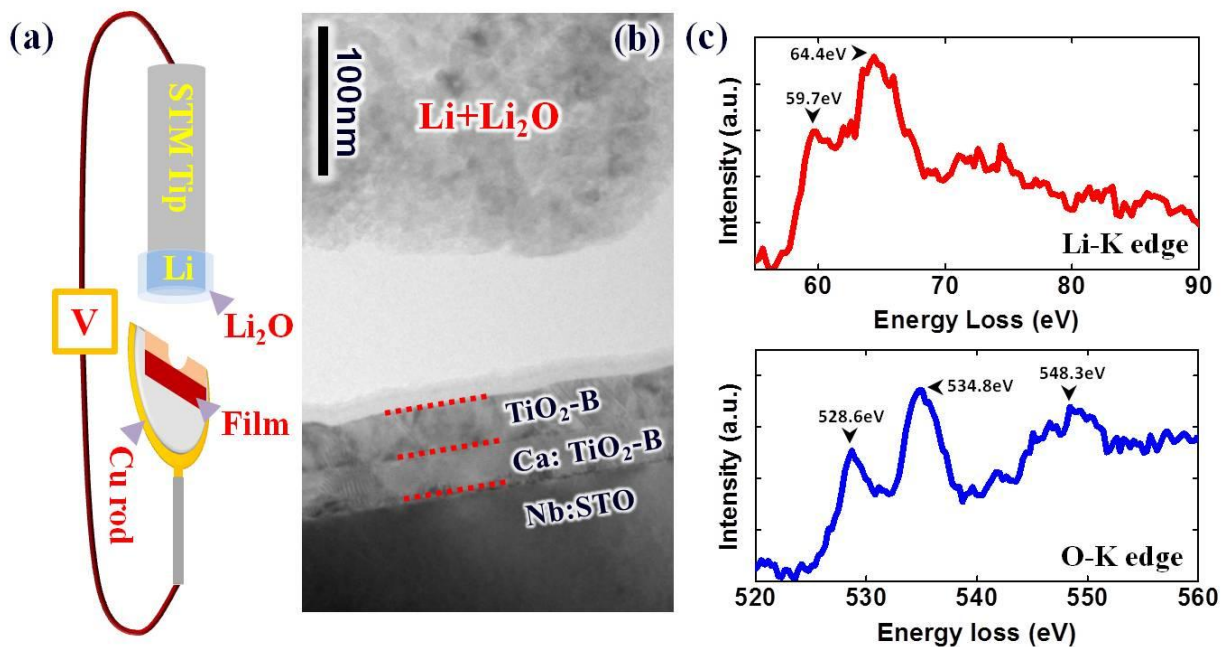 (a)
STM Tip
Li
V
Li₂O
Film
Cu rod
(b)
100nm
Li+Li₂O
TiO₂-B
Ca: TiO₂-B
Nb:STO
(c)
64.4eV
59.7eV
Intensity (a.u.)
Li-K edge
60 70 80 90
Energy Loss (eV)
534.8eV
548.3eV
528.6eV
Intensity (a.u.)
O-K edge
520 530 540 550 560
Energy loss (eV)